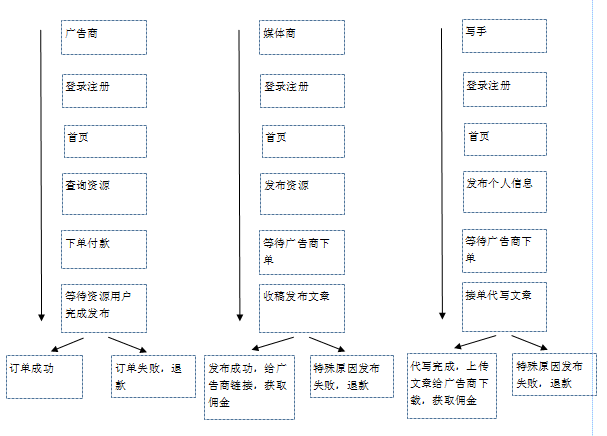 广告商
登录注册
首页
查询资源
下单付款
等待资源用户
完成发布
订单成功
订单失败，退
款
媒体商
登录注册
首页
发布资源
等待广告商下
单
收稿发布文章
发布成功，给广
告商链接，获取
佣金
特殊原因发布
失败，退款
写手
登录注册
首页
发布个人信息
等待广告商下
单
接单代写文章
代写完成，上传
文章给广告商下
载，获取佣金
特殊原因发布
失败，退款